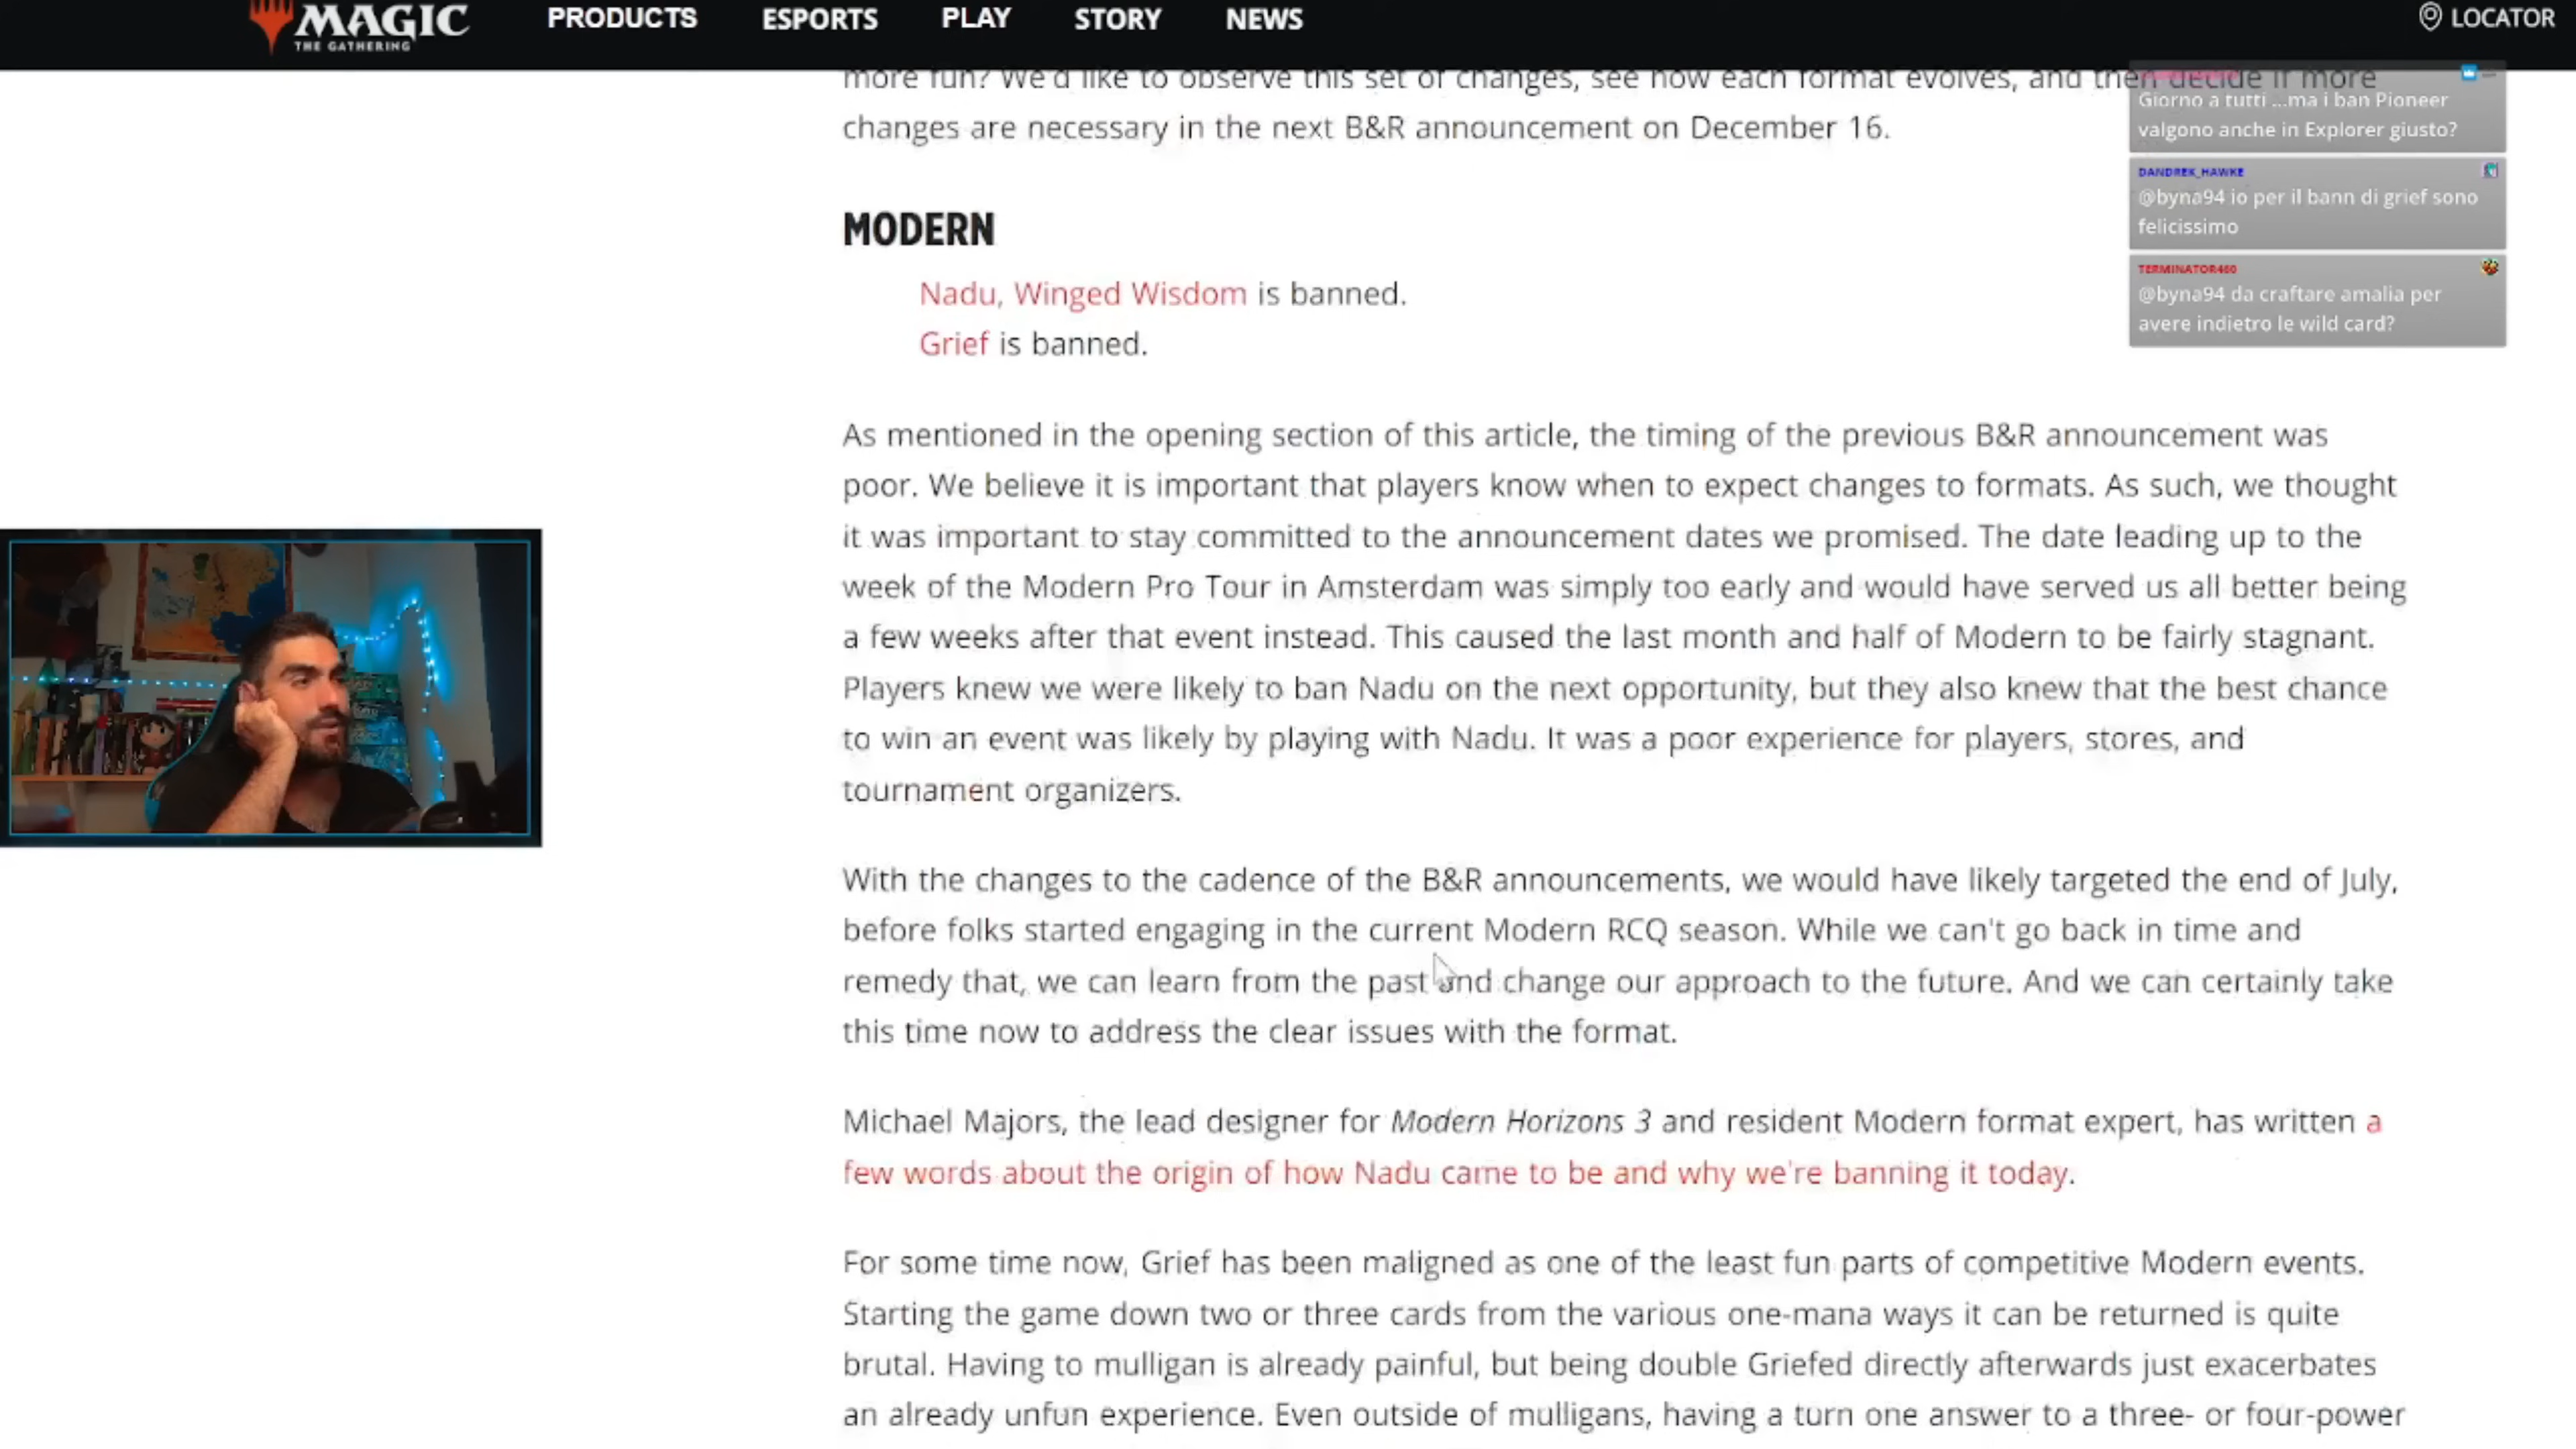 MAGIC
THE GATHERING
PRODUCTS
ESPORTS
PLAY
STORY
NEWS
LOCATOR
more fun? We'd like to observe this set of changes, see how each format evolves, and then decide if more
changes are necessary in the next B&R announcement on December 16.
Giorno a tutti ...ma i ban Pioneer
valgono anche in Explorer giusto?
DANDREK_HAWKE
@byna94 io per il bann di grief sono
felicissimo
TERMINATOR460
@byna94 da craftare amalia per
avere indietro le wild card?
MODERN
Nadu, Winged Wisdom is banned.
Grief is banned.
As mentioned in the opening section of this article, the timing of the previous B&R announcement was
poor. We believe it is important that players know when to expect changes to formats. As such, we thought
it was important to stay committed to the announcement dates we promised. The date leading up to the
week of the Modern Pro Tour in Amsterdam was simply too early and would have served us all better being
a few weeks after that event instead. This caused the last month and half of Modern to be fairly stagnant.
Players knew we were likely to ban Nadu on the next opportunity, but they also knew that the best chance
to win an event was likely by playing with Nadu. It was a poor experience for players, stores, and
tournament organizers.
With the changes to the cadence of the B&R announcements, we would have likely targeted the end of July,
before folks started engaging in the current Modern RCQ season. While we can't go back in time and
remedy that, we can learn from the past and change our approach to the future. And we can certainly take
this time now to address the clear issues with the format.
Michael Majors, the lead designer for Modern Horizons 3 and resident Modern format expert, has written a
few words about the origin of how Nadu came to be and why we're banning it today.
For some time now, Grief has been maligned as one of the least fun parts of competitive Modern events.
Starting the game down two or three cards from the various one-mana ways it can be returned is quite
brutal. Having to mulligan is already painful, but being double Griefed directly afterwards just exacerbates
an already unfun experience. Even outside of mulligans, having a turn one answer to a three- or four-power